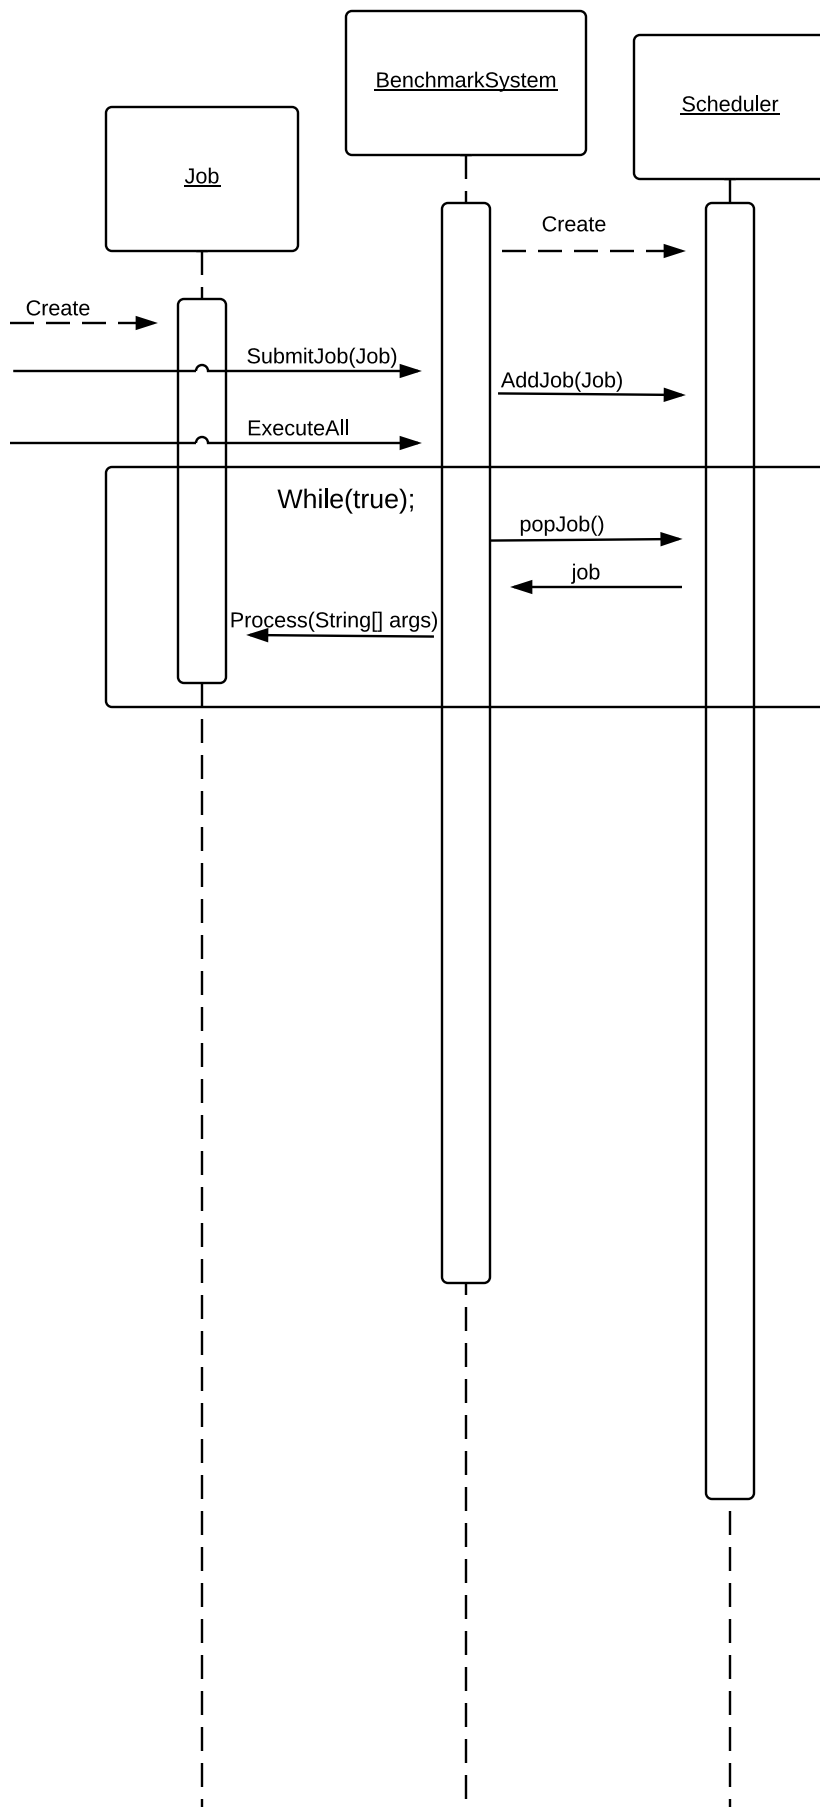 BenchmarkSystem
Scheduler
Job
Create
Create
SubmitJob(Job)
AddJob(Job)
ExecuteAll
While(true);
popJob()
job
Process(String[] args)